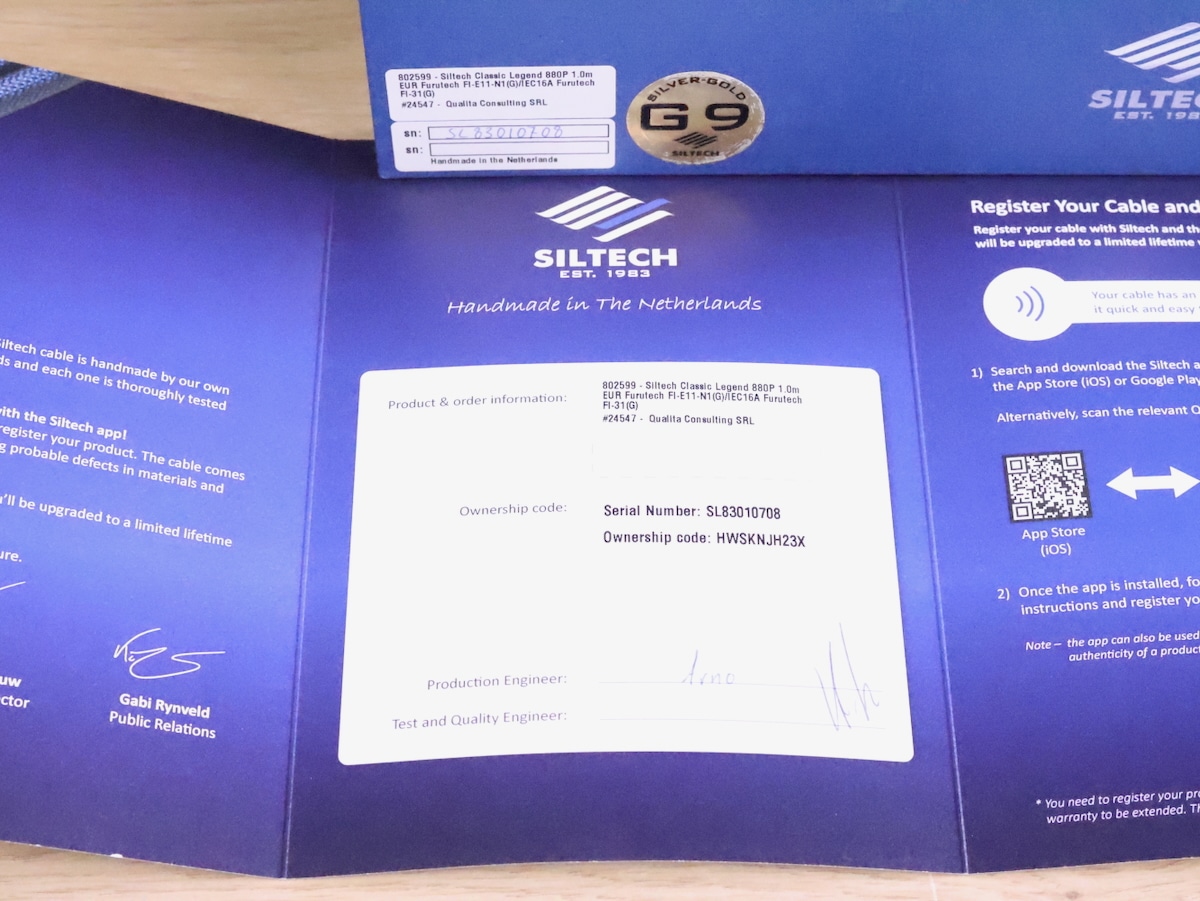 802599 - Siltech Classic Legend 880P 1.0m
EUR Furutech FI-E11-N1(G)/IEC16A Furutech
FI-31(G)
#24547 - Qualita Consulting SRL
sn: SL83010708
sn:
Handmade in the Netherlands
SILVER-GOLD
G 9
SILTECH
SILTEC
EST. 198
iltech cable is handmade by our own
ds and each one is thoroughly tested
with the Siltech app!
register your product. The cable comes
g probable defects in materials and
u'll be upgraded to a limited lifetime
ure.
uw
ctor
Gabi Rynveld
Public Relations
SILTECH
EST. 1983
Handmade in The Netherlands
Product & order information:
802599 - Siltech Classic Legend 880P 1.0m
EUR Furutech FI-E11-N1(G)/IEC16A Furutech
FI-31(G)
#24547 - Qualita Consulting SRL
Ownership code:
Serial Number: SL83010708
Ownership code: HWSKNJH23X
Production Engineer: Arno
Test and Quality Engineer:
Register Your Cable and
Register your cable with Siltech and th
will be upgraded to a limited lifetime
Your cable has an
it quick and easy
1) Search and download the Siltech a
the App Store (iOS) or Google Play
Alternatively, scan the relevant Q
App Store
(iOS)
2) Once the app is installed, fo
instructions and register yo
Note – the app can also be used
authenticity of a product
* You need to register your pro
warranty to be extended. Th